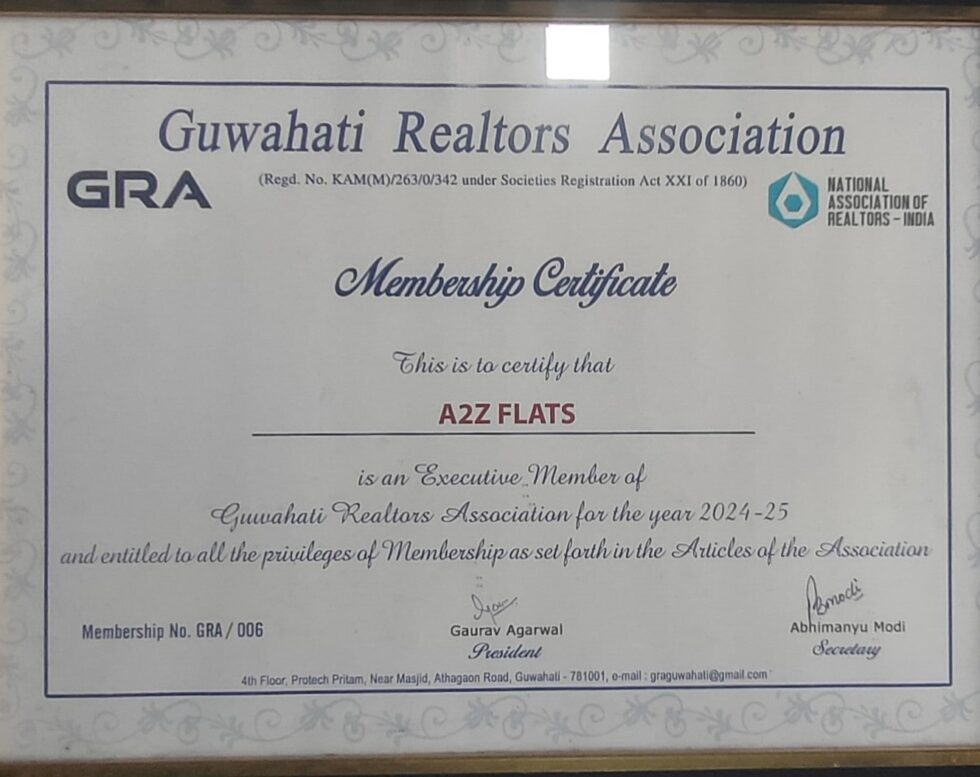 Guwahati Realtors Association
(Regd. No. KAM(M)/263/0/342 under Societies Registration Act XXI of 1860)
GRA
NATIONAL
ASSOCIATION OF
REALTORS – INDIA
Membership Certificate
This is to certify that
A2Z FLATS
is an Executive Member of
Guwahati Realtors Association for the year 2024-25
and entitled to all the privileges of Membership as set forth in the Articles of the Association
Membership No. GRA / 006
Gaurav Agarwal
President
Abhimanyu Modi
Secretary
4th Floor, Protech Pritam, Near Masjid, Athagaon Road, Guwahati - 781001, e-mail : graguwahati@gmail.com